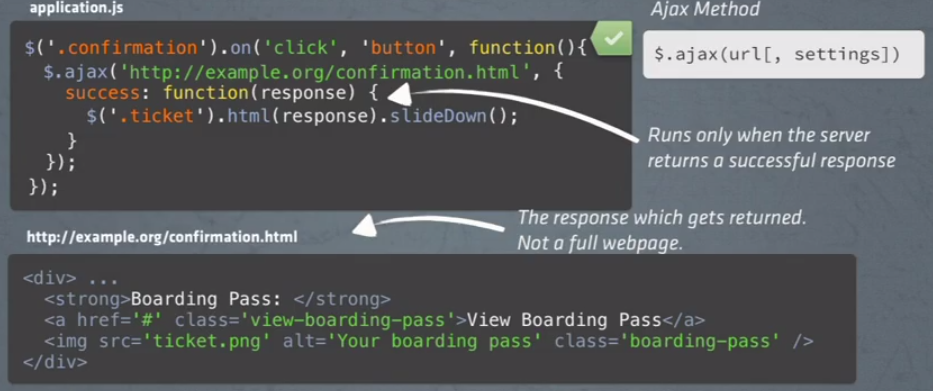 application.js
$('.confirmation').on('click', 'button', function(){
  $.ajax('http://example.org/confirmation.html', {
    success: function(response) {
      $('.ticket').html(response).slideDown();
    }
  });
});
Ajax Method
$.ajax(url[, settings])
Runs only when the server
returns a successful response
The response which gets returned.
Not a full webpage.
http://example.org/confirmation.html
<div> ...
  <strong>Boarding Pass: </strong>
  <a href='#' class='view-boarding-pass'>View Boarding Pass</a>
  <img src='ticket.png' alt='Your boarding pass' class='boarding-pass' />
</div>